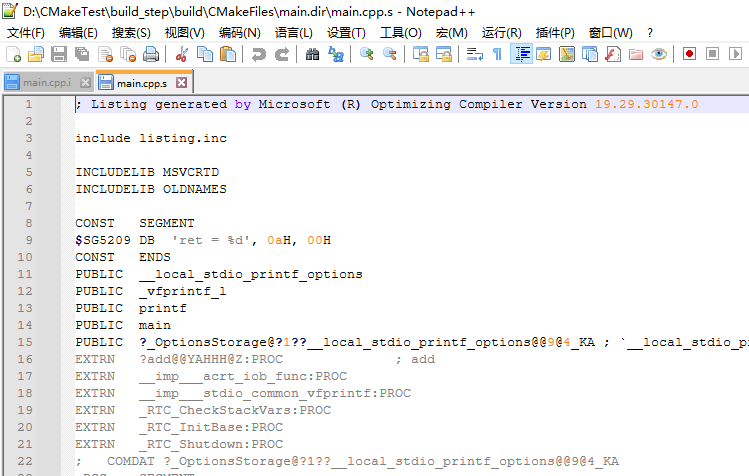 D:\CMakeTest\build_step\build\CMakeFiles\main.dir\main.cpp.s - Notepad++
文件(F) 编辑(E) 搜索(S) 视图(V) 编码(N) 语言(L) 设置(T) 工具(O) 宏(M) 运行(R) 插件(P) 窗口(W) ?
main.cpp.i main.cpp.s
1 ; Listing generated by Microsoft (R) Optimizing Compiler Version 19.29.30147.0
2
3 include listing.inc
4
5 INCLUDELIB MSVCRTD
6 INCLUDELIB OLDNAMES
7
8 CONST SEGMENT
9 $SG5209 DB 'ret = %d', 0aH, 00H
10 CONST ENDS
11 PUBLIC __local_stdio_printf_options
12 PUBLIC _vfprintf_l
13 PUBLIC printf
14 PUBLIC main
15 PUBLIC ?_OptionsStorage@?1??__local_stdio_printf_options@@9@4_KA ; `__local_stdio_p
16 EXTRN ?add@@YAHHH@Z:PROC ; add
17 EXTRN __imp___acrt_iob_func:PROC
18 EXTRN __imp___stdio_common_vfprintf:PROC
19 EXTRN _RTC_CheckStackVars:PROC
20 EXTRN _RTC_InitBase:PROC
21 EXTRN _RTC_Shutdown:PROC
22 ; COMDAT ?_OptionsStorage@?1??__local_stdio_printf_options@@9@4_KA